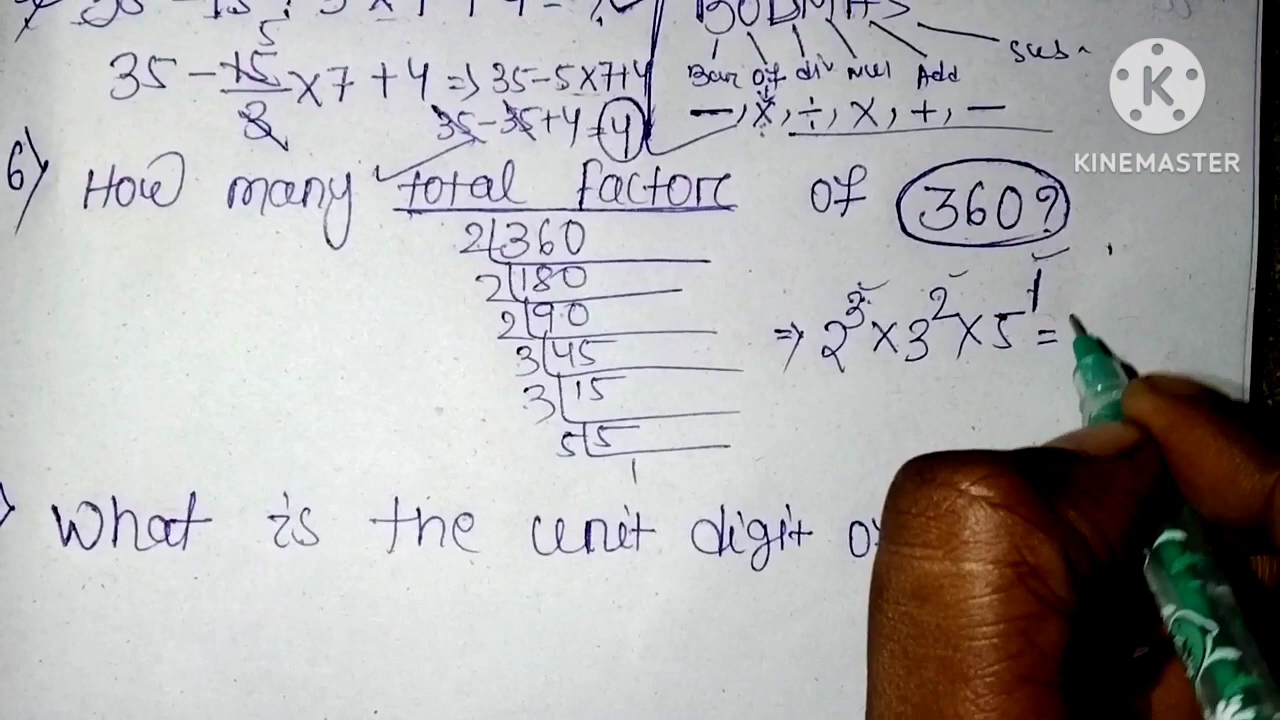 BODMAS
35 - 15/3 x 7 + 4 => 35 - 5 x 7 + 4
5
Bar of div mul Add sus~
35 - 35 + 4 = 4
—, x, ÷, x, +, —
KINEMASTER
6) How many total factors of 360?
2 360
2 180
2 90
3 45
3 15
5 5
1
=> 2³ x 3² x 5¹ =
What is the unit digit of